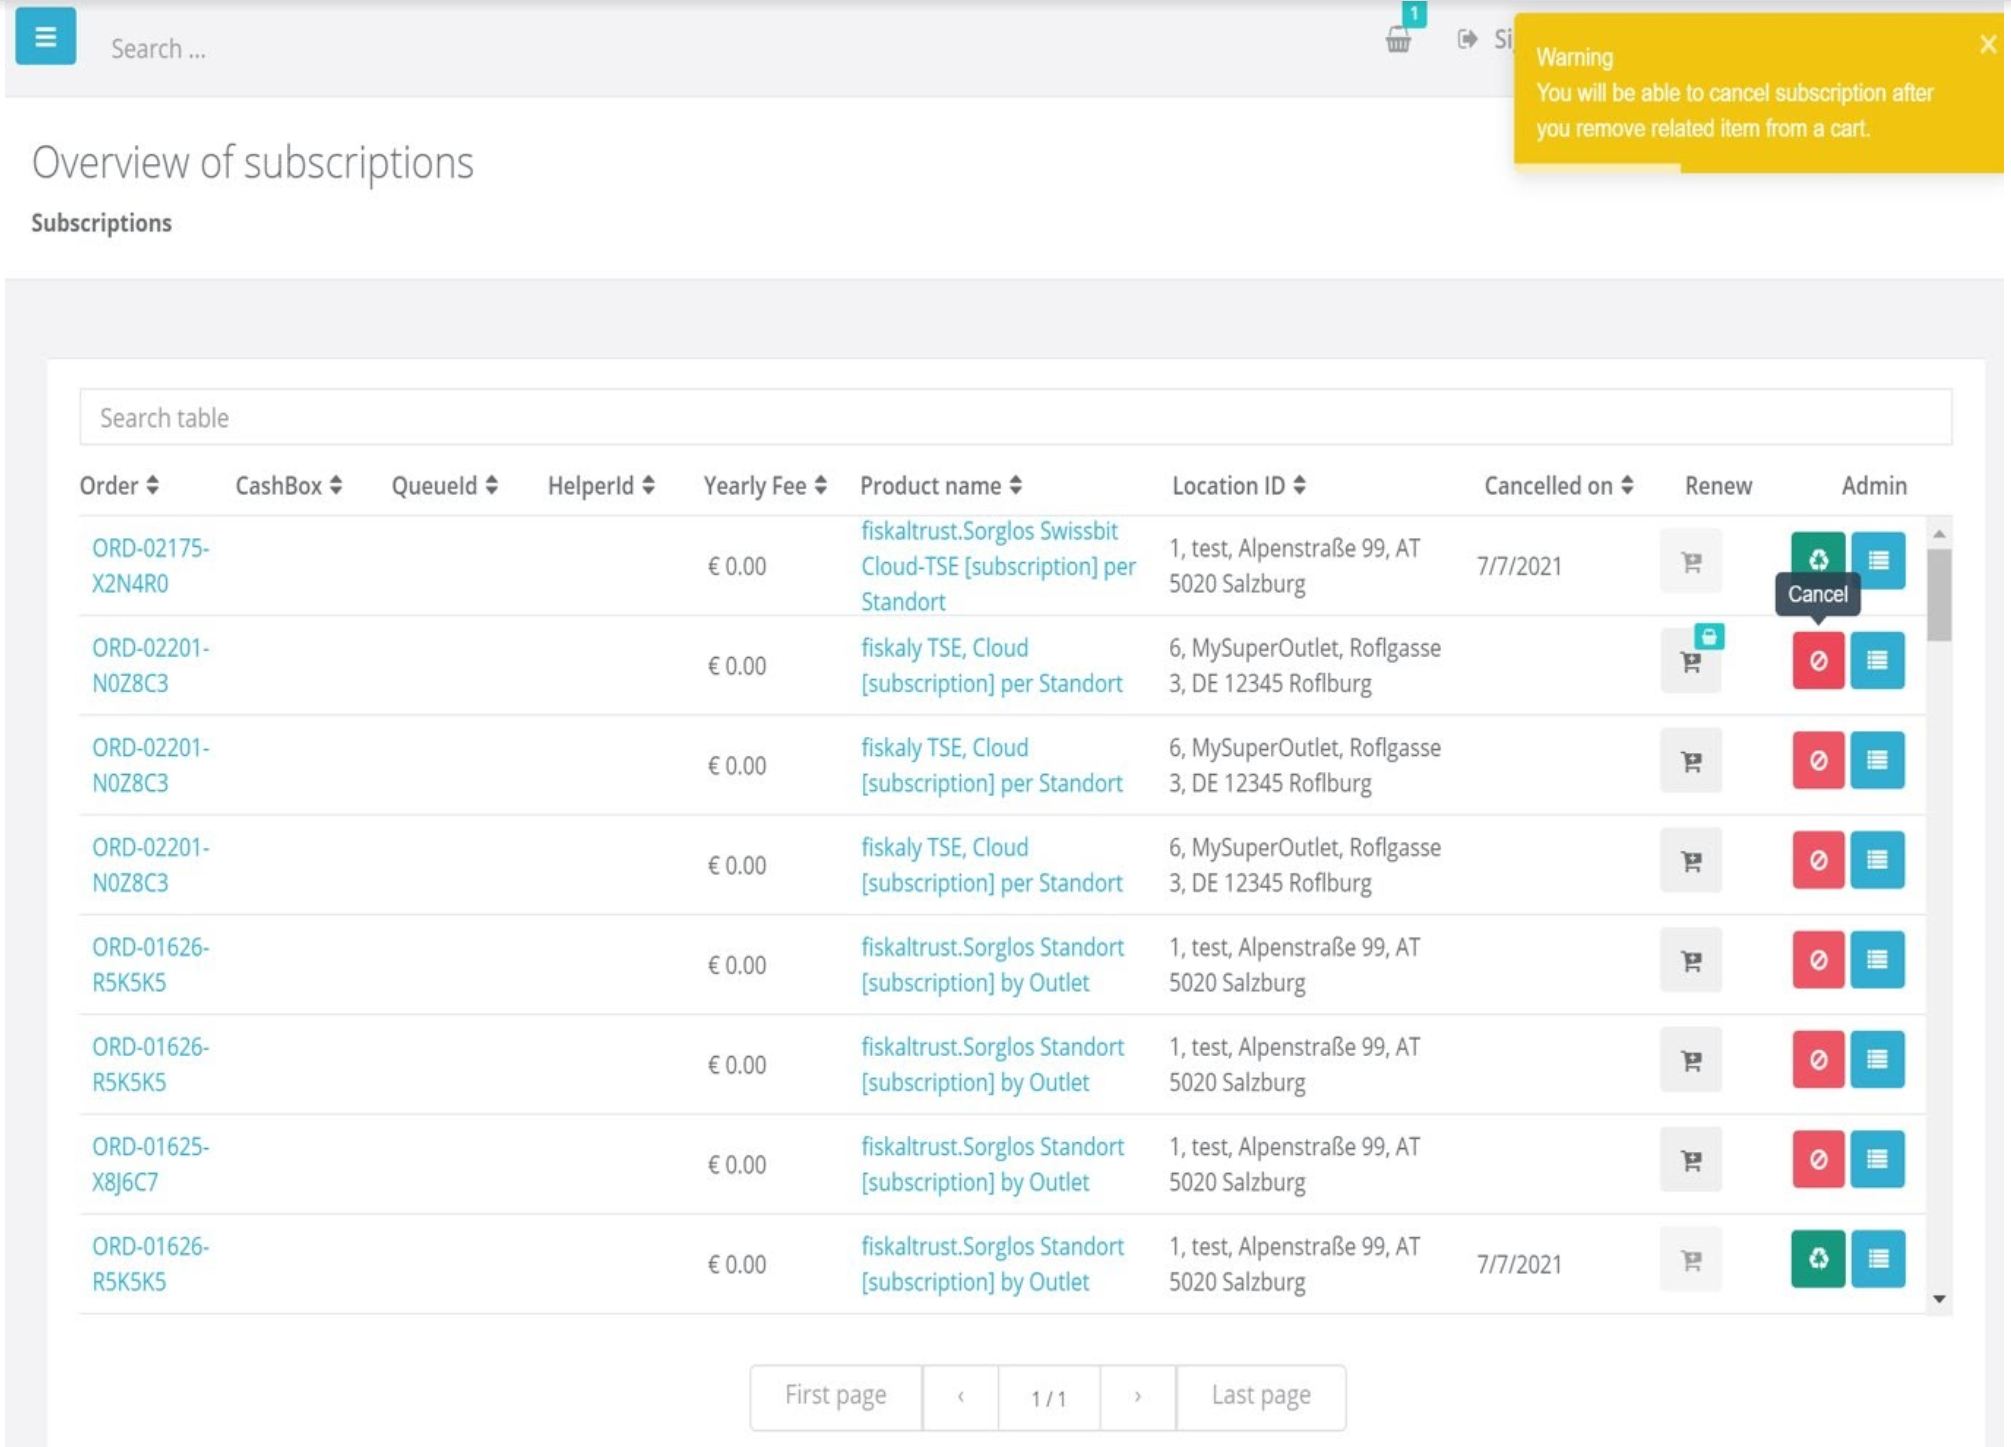 1
Search ...
Warning
You will be able to cancel subscription after
you remove related item from a cart.
Overview of subscriptions
Subscriptions
Search table
Order CashBox QueueId HelperId Yearly Fee Product name Location ID Cancelled on Renew Admin
ORD-02175-
X2N4R0
€ 0.00
fiskaltrust.Sorglos Swissbit
Cloud-TSE [subscription] per
Standort
1, test, Alpenstraße 99, AT
5020 Salzburg
7/7/2021
Cancel
ORD-02201-
N0Z8C3
€ 0.00
fiskaly TSE, Cloud
[subscription] per Standort
6, MySuperOutlet, Roflgasse
3, DE 12345 Roflburg
ORD-02201-
N0Z8C3
€ 0.00
fiskaly TSE, Cloud
[subscription] per Standort
6, MySuperOutlet, Roflgasse
3, DE 12345 Roflburg
ORD-02201-
N0Z8C3
€ 0.00
fiskaly TSE, Cloud
[subscription] per Standort
6, MySuperOutlet, Roflgasse
3, DE 12345 Roflburg
ORD-01626-
R5K5K5
€ 0.00
fiskaltrust.Sorglos Standort
[subscription] by Outlet
1, test, Alpenstraße 99, AT
5020 Salzburg
ORD-01626-
R5K5K5
€ 0.00
fiskaltrust.Sorglos Standort
[subscription] by Outlet
1, test, Alpenstraße 99, AT
5020 Salzburg
ORD-01625-
X8J6C7
€ 0.00
fiskaltrust.Sorglos Standort
[subscription] by Outlet
1, test, Alpenstraße 99, AT
5020 Salzburg
ORD-01626-
R5K5K5
€ 0.00
fiskaltrust.Sorglos Standort
[subscription] by Outlet
1, test, Alpenstraße 99, AT
5020 Salzburg
7/7/2021
First page ‹ 1 / 1 › Last page